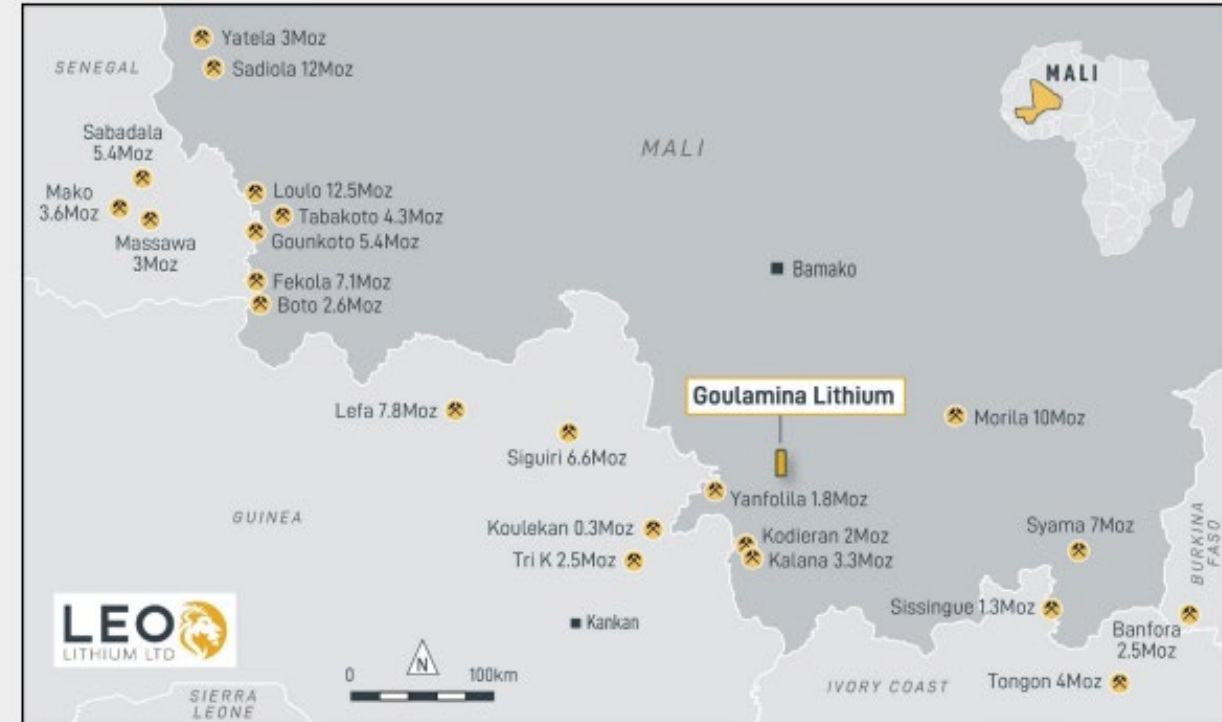 Yatela 3Moz
SENEGAL
Sadiola 12Moz
MALI
MALI
Sabadala
5.4Moz
Mako
3.6Moz
Massawa
3Moz
Loulo 12.5Moz
Tabakoto 4.3Moz
Gounkoto 5.4Moz
Fekola 7.1Moz
Boto 2.6Moz
Bamako
Goulamina Lithium
Lefa 7.8Moz
Siguiri 6.6Moz
Morila 10Moz
Yanfolila 1.8Moz
GUINEA
Koulekan 0.3Moz
Tri K 2.5Moz
Kodieran 2Moz
Kalana 3.3Moz
Syama 7Moz
BURKINA
FASO
Sissingue 1.3Moz
Banfora
2.5Moz
Kankan
LEO
LITHIUM LTD
N
0 100km
IVORY COAST
Tongon 4Moz
SIERRA
LEONE